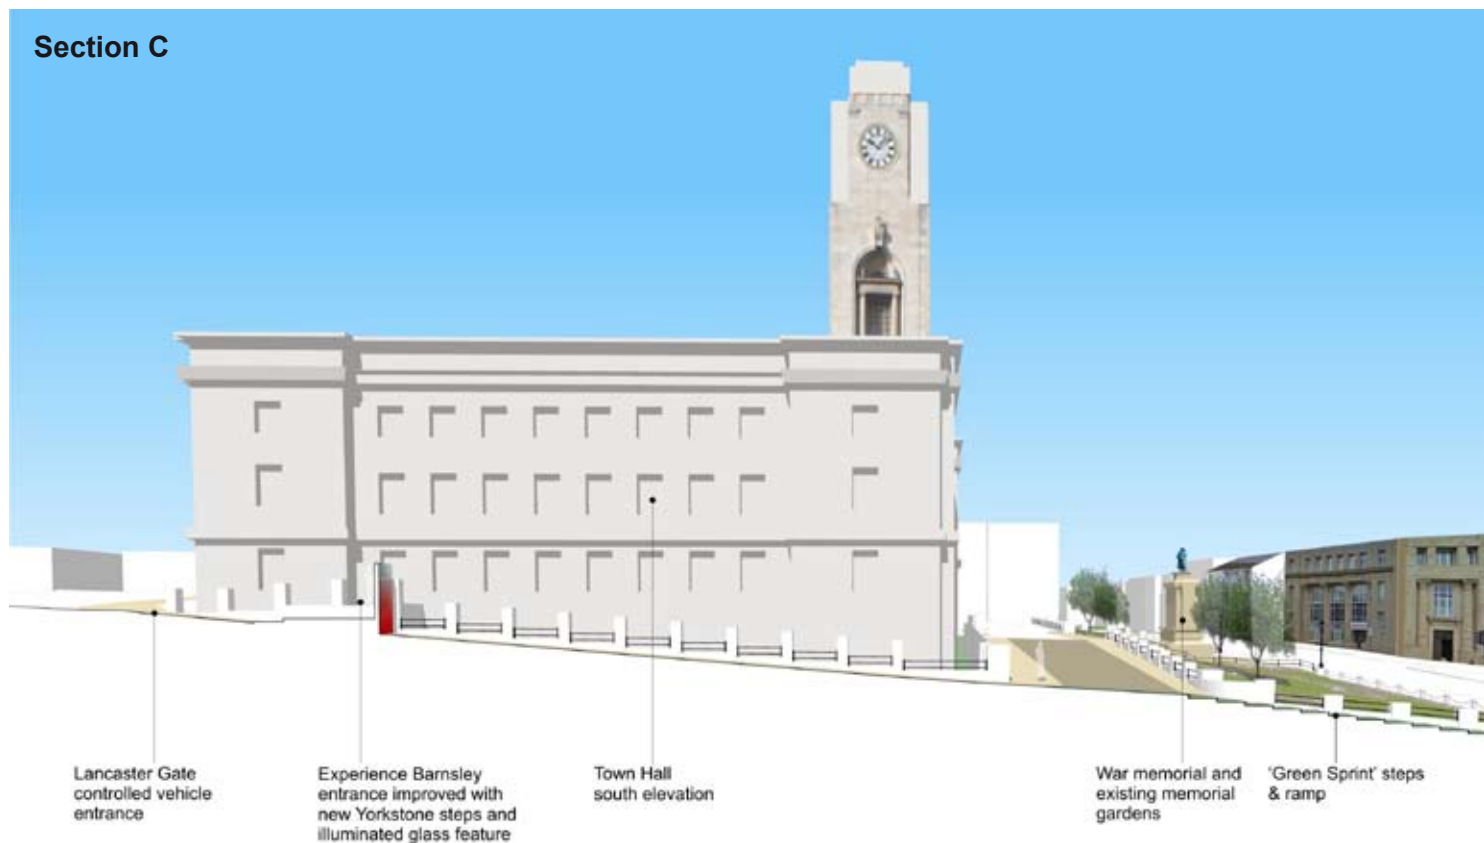 Section C
Lancaster Gate
controlled vehicle
entrance
Experience Barnsley
entrance improved with
new Yorkstone steps and
illuminated glass feature
Town Hall
south elevation
War memorial and
existing memorial
gardens
'Green Sprint' steps
& ramp